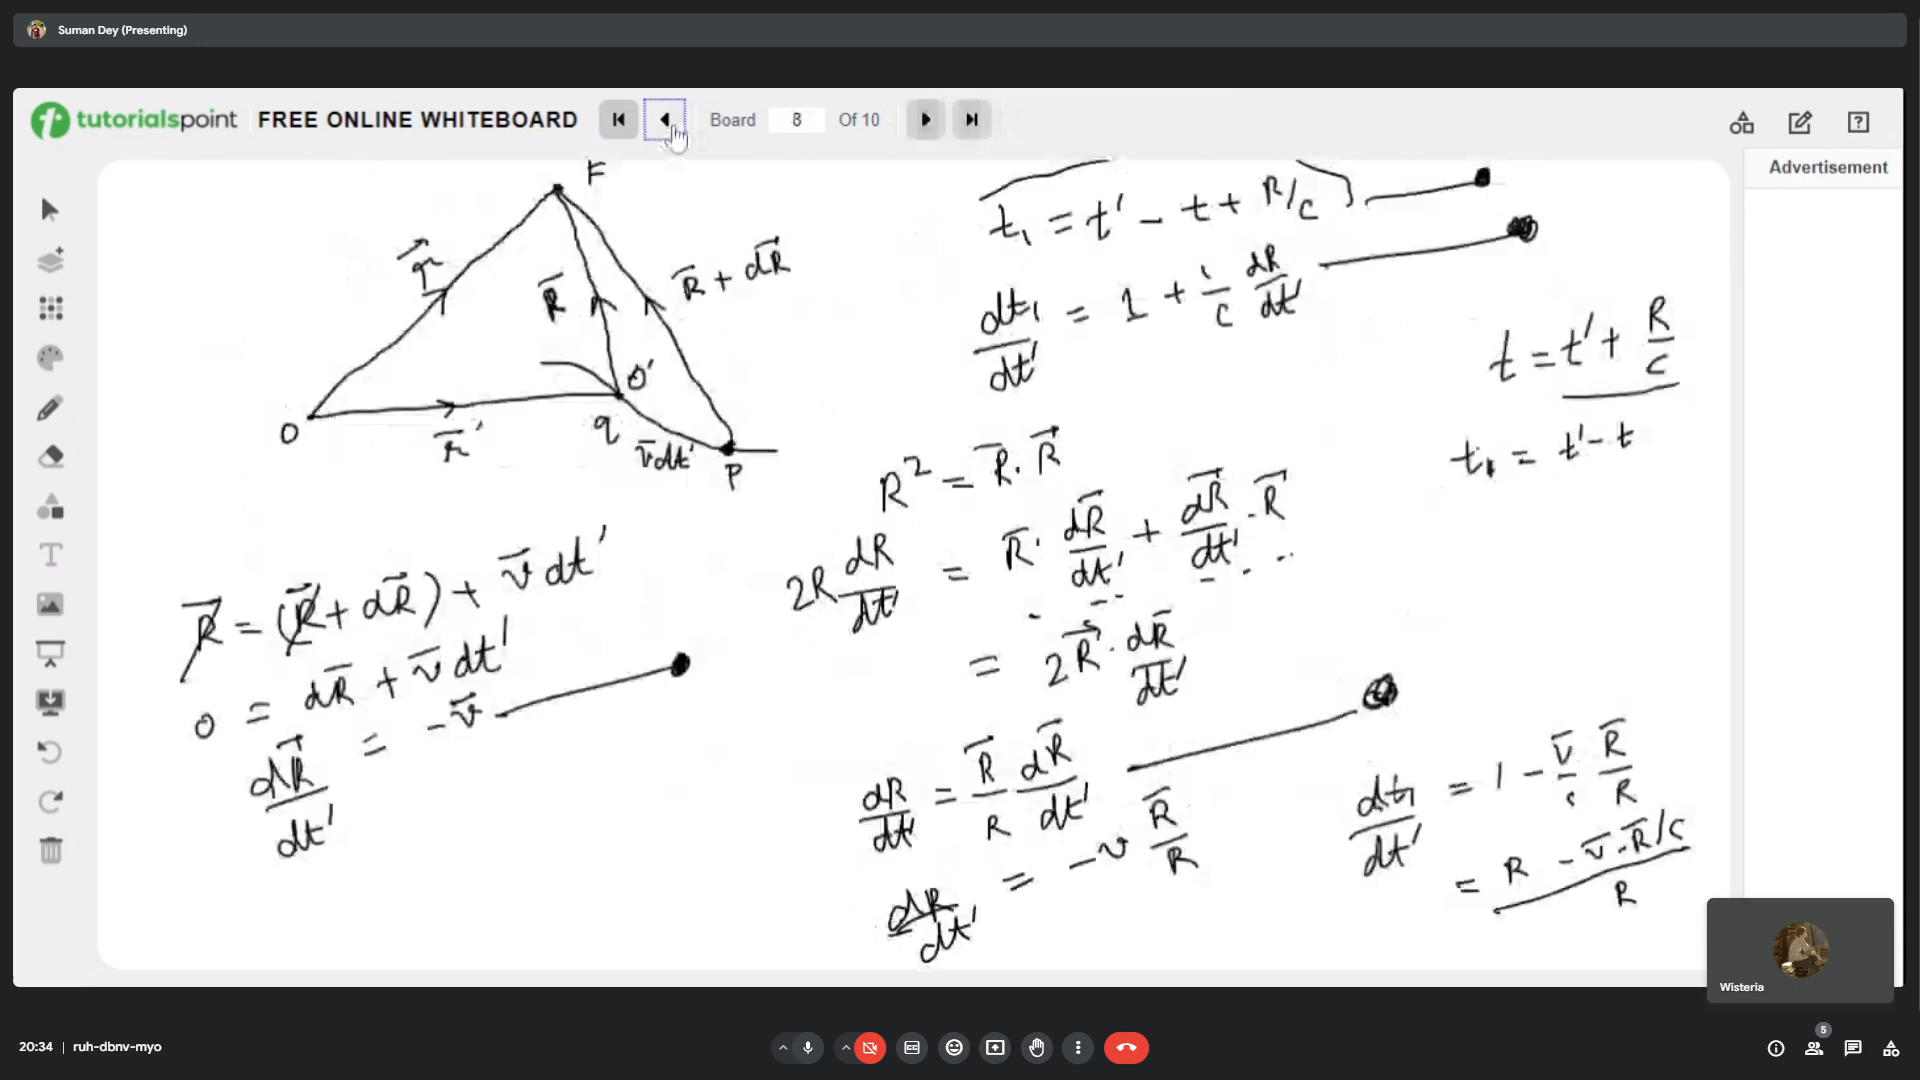 Suman Dey (Presenting)
tutorialspoint FREE ONLINE WHITEBOARD Board 8 Of 10
Advertisement
F
r⃗
R̄
R̄ + dR⃗
O
r̄'
O'
q
v̄dt'
P
R⃗ = (R⃗ + dR⃗) + v̄ dt'
0 = dR̄ + v̄ dt'
dR⃗/dt' = -v̄
t₁ = t' - t + R/c
dt₁/dt' = 1 + 1/c dR/dt'
R² = R̄. R⃗
2R dR/dt' = R̄. dR̄/dt' + dR⃗/dt' . R⃗
= 2R⃗ . dR̄/dt'
dR/dt' = R̄/R dR̄/dt'
dR/dt' = -v R̄/R
t = t' + R/c
t₁ = t' - t
dt₁/dt' = 1 - v̄/c R̄/R
= R - v̄.R̄/c / R
Wisteria
20:34 | ruh-dbnv-myo
5